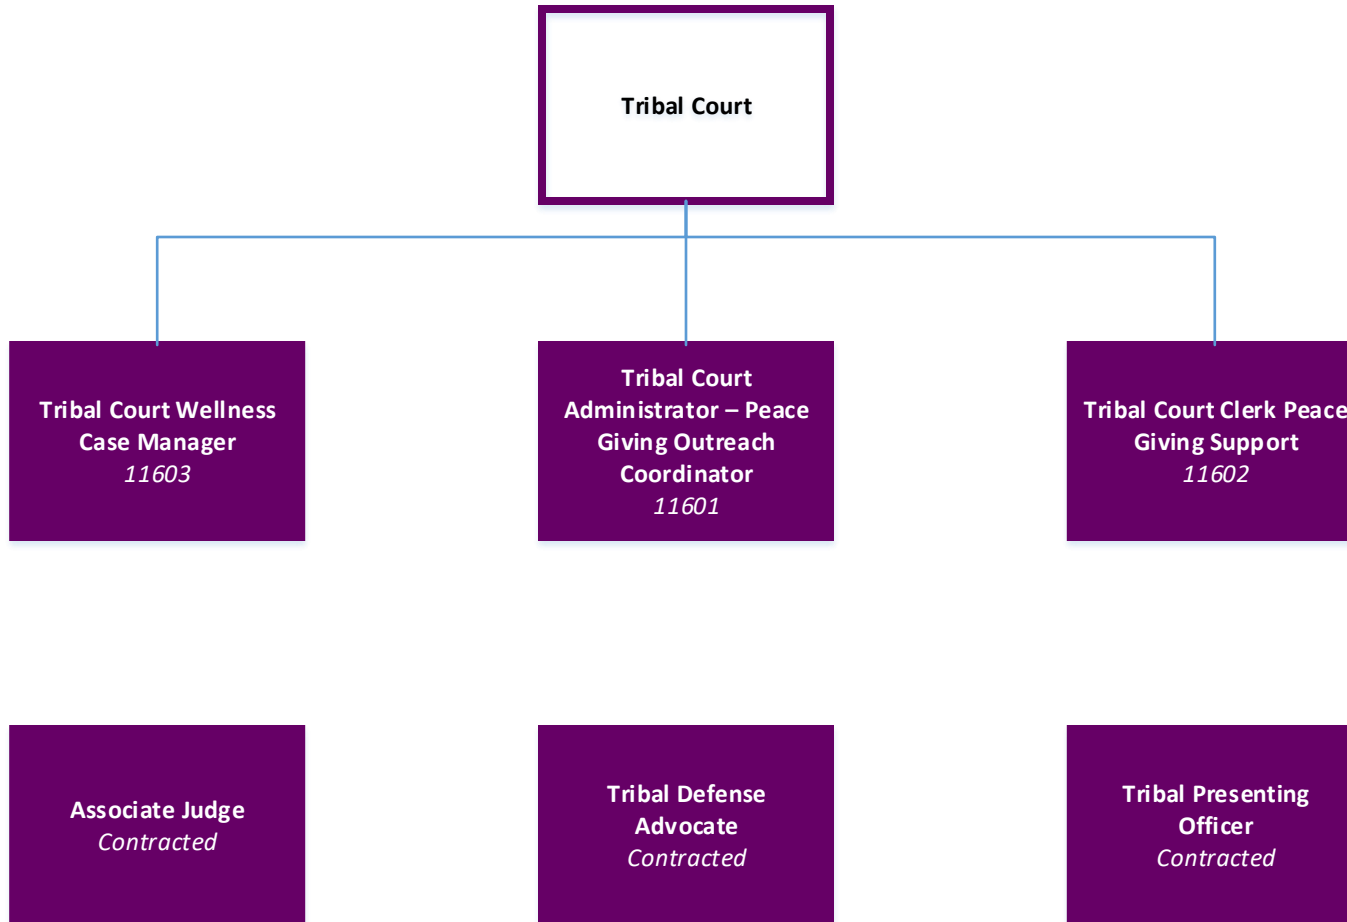 Tribal Court
Tribal Court Wellness
Case Manager
11603
Tribal Court
Administrator – Peace
Giving Outreach
Coordinator
11601
Tribal Court Clerk Peace
Giving Support
11602
Associate Judge
Contracted
Tribal Defense
Advocate
Contracted
Tribal Presenting
Officer
Contracted